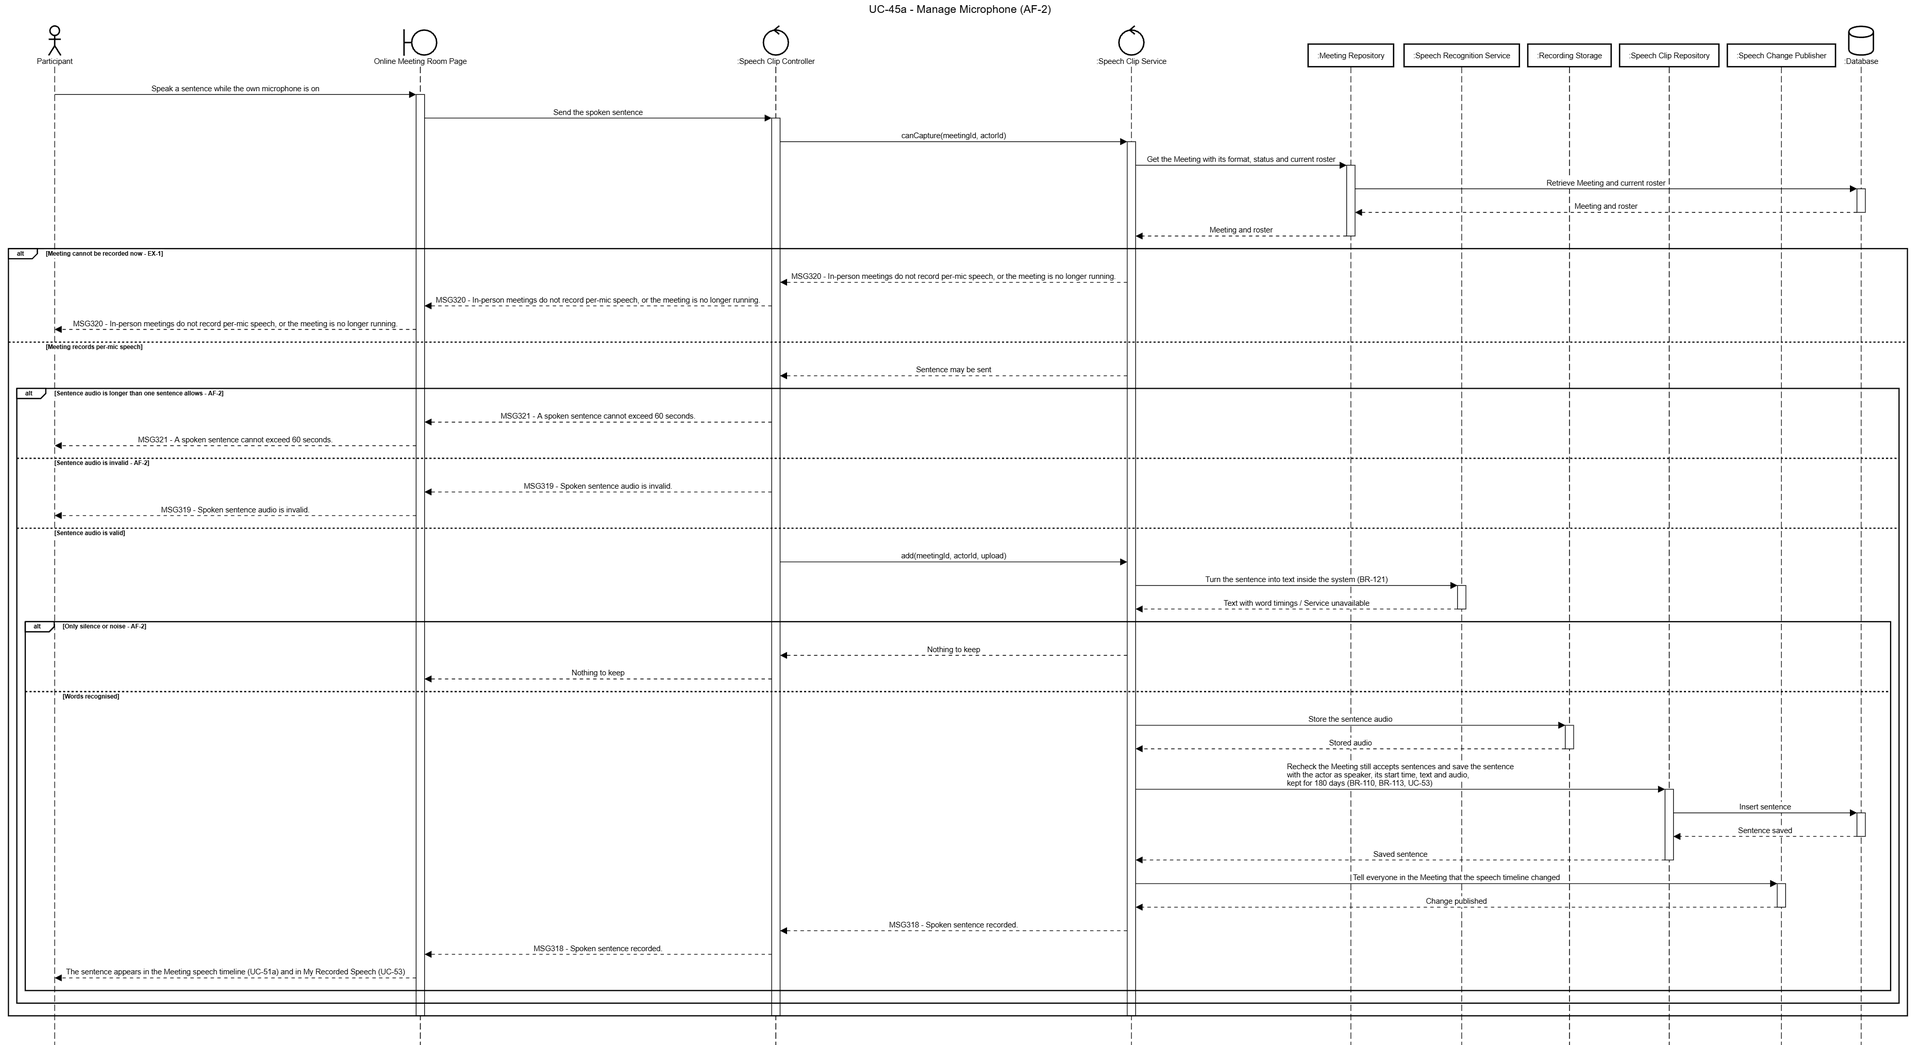 UC-45a - Manage Microphone (AF-2)
Participant
Online Meeting Room Page
:Speech Clip Controller
:Speech Clip Service
:Meeting Repository
:Speech Recognition Service
:Recording Storage
:Speech Clip Repository
:Speech Change Publisher
:Database
Speak a sentence while the own microphone is on
Send the spoken sentence
canCapture(meetingId, actorId)
Get the Meeting with its format, status and current roster
Retrieve Meeting and current roster
Meeting and roster
Meeting and roster
alt
[Meeting cannot be recorded now - EX-1]
MSG320 - In-person meetings do not record per-mic speech, or the meeting is no longer running.
MSG320 - In-person meetings do not record per-mic speech, or the meeting is no longer running.
MSG320 - In-person meetings do not record per-mic speech, or the meeting is no longer running.
[Meeting records per-mic speech]
Sentence may be sent
alt
[Sentence audio is longer than one sentence allows - AF-2]
MSG321 - A spoken sentence cannot exceed 60 seconds.
MSG321 - A spoken sentence cannot exceed 60 seconds.
[Sentence audio is invalid - AF-2]
MSG319 - Spoken sentence audio is invalid.
MSG319 - Spoken sentence audio is invalid.
[Sentence audio is valid]
add(meetingId, actorId, upload)
Turn the sentence into text inside the system (BR-121)
Text with word timings / Service unavailable
alt
[Only silence or noise - AF-2]
Nothing to keep
Nothing to keep
[Words recognised]
Store the sentence audio
Stored audio
Recheck the Meeting still accepts sentences and save the sentence
with the actor as speaker, its start time, text and audio,
kept for 180 days (BR-110, BR-113, UC-53)
Insert sentence
Sentence saved
Saved sentence
Tell everyone in the Meeting that the speech timeline changed
Change published
MSG318 - Spoken sentence recorded.
MSG318 - Spoken sentence recorded.
The sentence appears in the Meeting speech timeline (UC-51a) and in My Recorded Speech (UC-53)